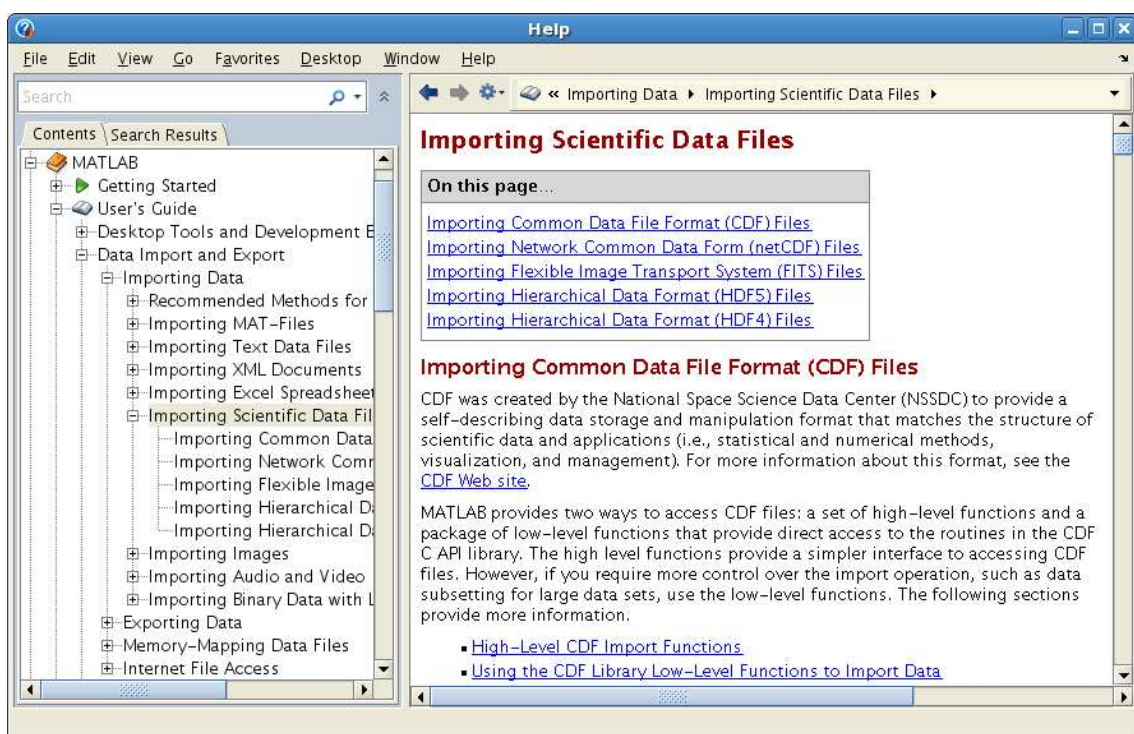 Help
File Edit View Go Favorites Desktop Window Help
Search
« Importing Data ▸ Importing Scientific Data Files ▸
Contents Search Results
MATLAB
Getting Started
User's Guide
Desktop Tools and Development E
Data Import and Export
Importing Data
Recommended Methods for
Importing MAT-Files
Importing Text Data Files
Importing XML Documents
Importing Excel Spreadsheet
Importing Scientific Data Fil
Importing Common Data
Importing Network Comm
Importing Flexible Image
Importing Hierarchical Da
Importing Hierarchical Da
Importing Images
Importing Audio and Video
Importing Binary Data with L
Exporting Data
Memory-Mapping Data Files
Internet File Access
Importing Scientific Data Files
On this page...
Importing Common Data File Format (CDF) Files
Importing Network Common Data Form (netCDF) Files
Importing Flexible Image Transport System (FITS) Files
Importing Hierarchical Data Format (HDF5) Files
Importing Hierarchical Data Format (HDF4) Files
Importing Common Data File Format (CDF) Files
CDF was created by the National Space Science Data Center (NSSDC) to provide a
self-describing data storage and manipulation format that matches the structure of
scientific data and applications (i.e., statistical and numerical methods,
visualization, and management). For more information about this format, see the
CDF Web site.
MATLAB provides two ways to access CDF files: a set of high-level functions and a
package of low-level functions that provide direct access to the routines in the CDF
C API library. The high level functions provide a simpler interface to accessing CDF
files. However, if you require more control over the import operation, such as data
subsetting for large data sets, use the low-level functions. The following sections
provide more information.
▪ High-Level CDF Import Functions
▪ Using the CDF Library Low-Level Functions to Import Data